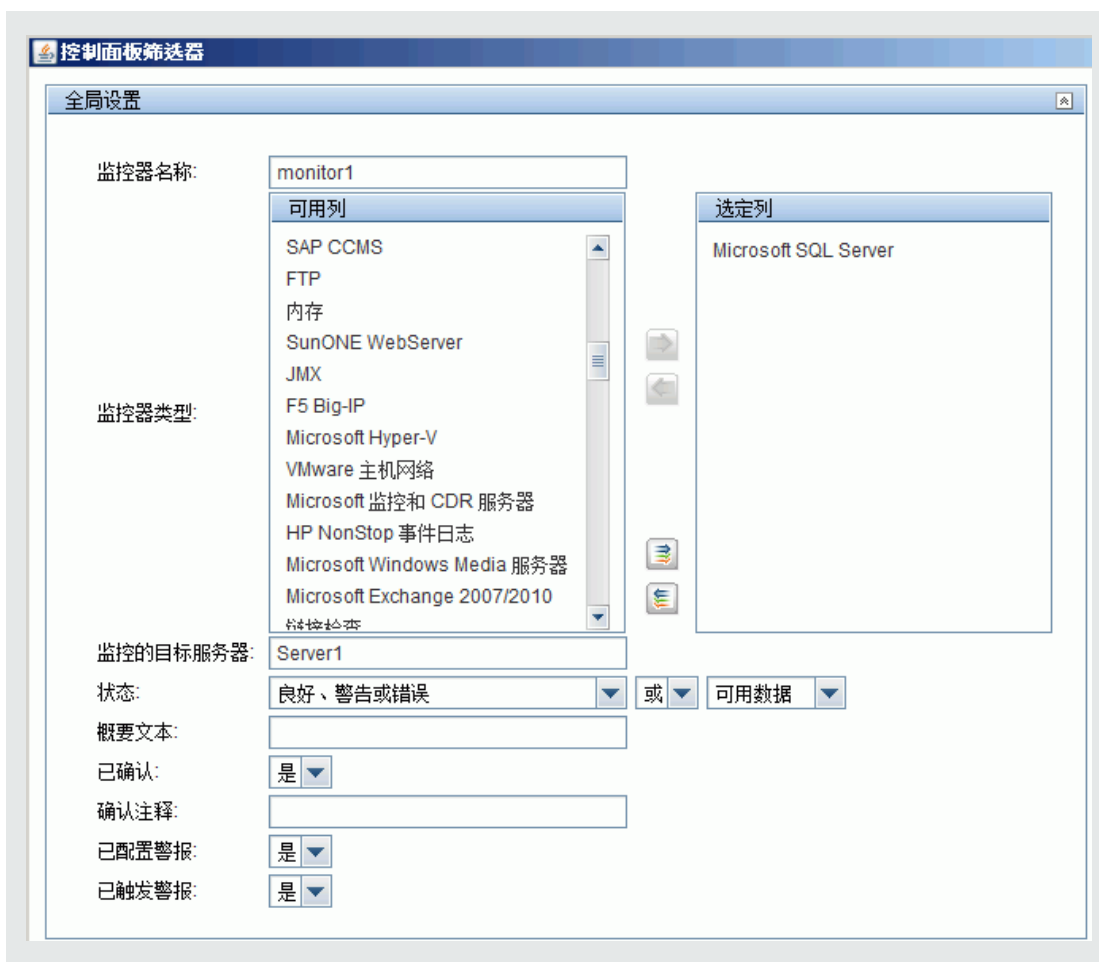 控制面板筛选器
全局设置
监控器名称:
monitor1
可用列
选定列
SAP CCMS
Microsoft SQL Server
FTP
内存
SunONE WebServer
JMX
监控器类型:
F5 Big-IP
Microsoft Hyper-V
VMware 主机网络
Microsoft 监控和 CDR 服务器
HP NonStop 事件日志
Microsoft Windows Media 服务器
Microsoft Exchange 2007/2010
链接检查
监控的目标服务器: Server1
状态: 良好、警告或错误 或 可用数据
概要文本:
已确认: 是
确认注释:
已配置警报: 是
已触发警报: 是